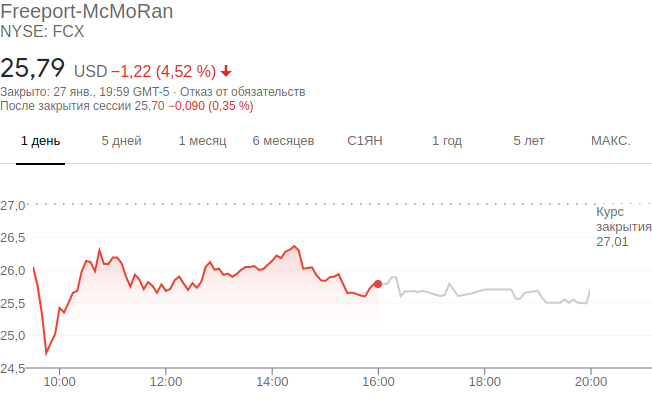 Freeport-McMoRan
NYSE: FCX
25,79 USD −1,22 (4,52 %)
Закрыто: 27 янв., 19:59 GMT-5 · Отказ от обязательств
После закрытия сессии 25,70 −0,090 (0,35 %)
1 день 5 дней 1 месяц 6 месяцев С1ЯН 1 год 5 лет МАКС.
27,0
Курс
закрытия
27,01
26,5
26,0
25,5
25,0
24,5
10:00 12:00 14:00 16:00 18:00 20:00